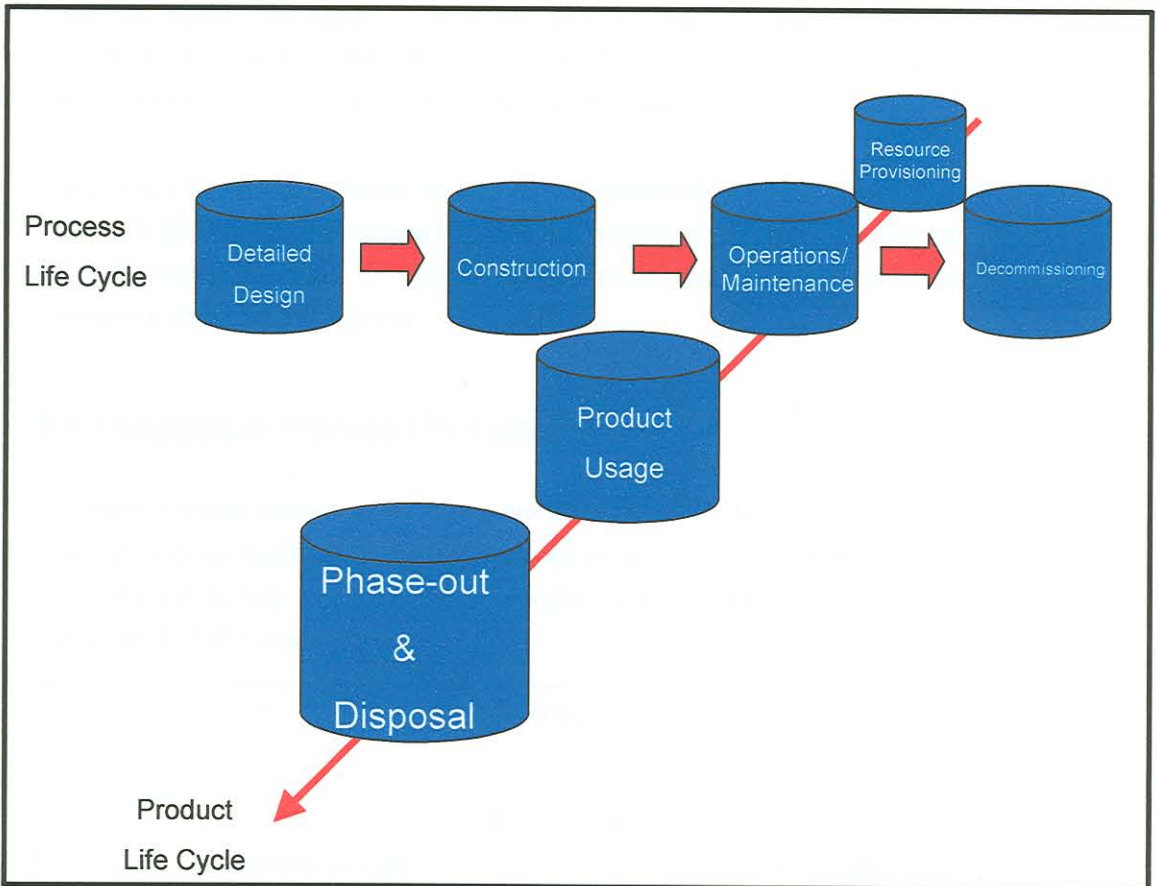 Resource
Provisioning
Process
Life Cycle
Detailed
Design
Construction
Operations/
Maintenance
Decommissioning
Product
Usage
Phase-out
&
Disposal
Product
Life Cycle